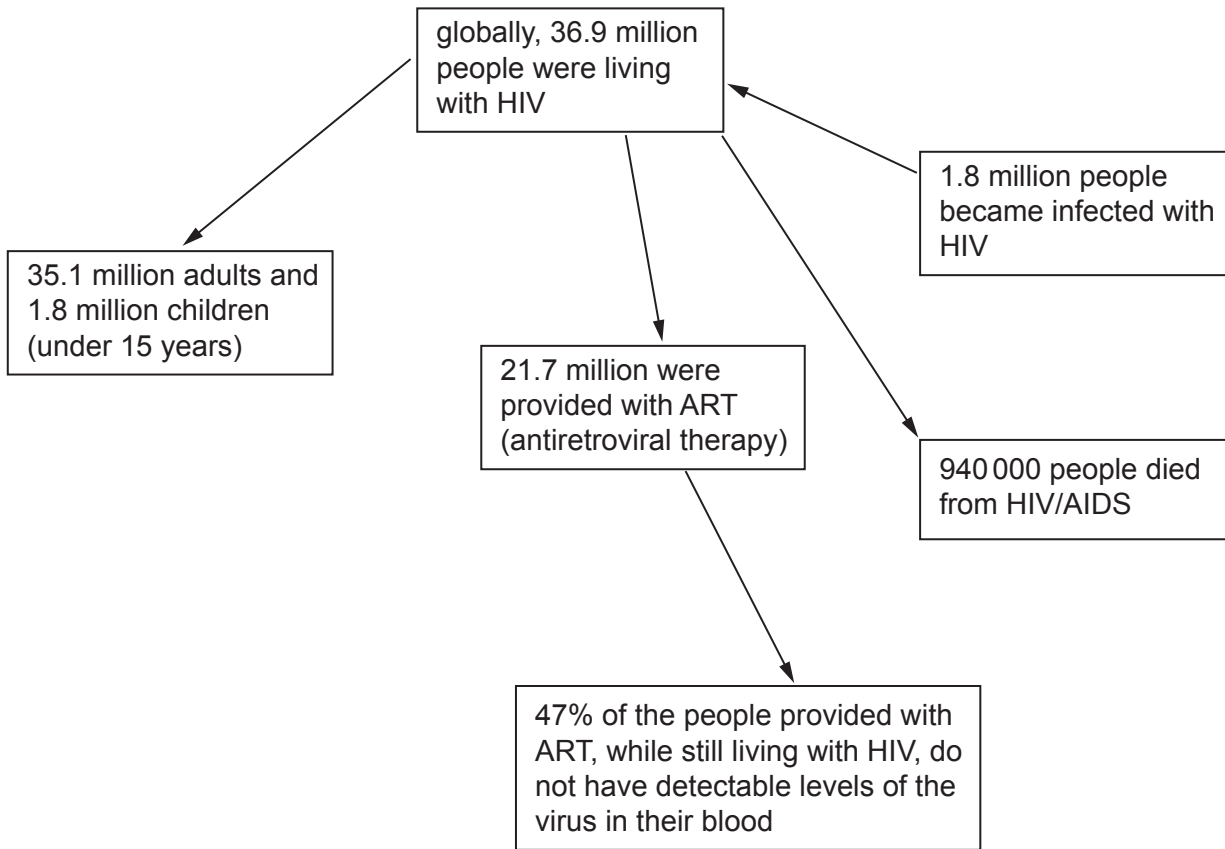 globally, 36.9 million
people were living
with HIV
1.8 million people
became infected with
HIV
35.1 million adults and
1.8 million children
(under 15 years)
21.7 million were
provided with ART
(antiretroviral therapy)
940 000 people died
from HIV/AIDS
47% of the people provided with
ART, while still living with HIV, do
not have detectable levels of the
virus in their blood